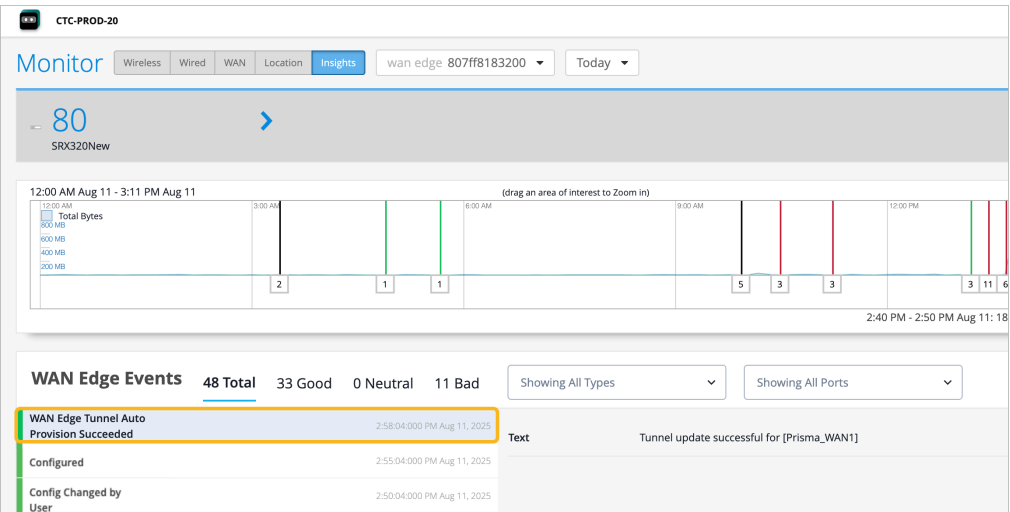 CTC-PROD-20
Monitor Wireless Wired WAN Location Insights wan edge 807ff8183200 Today
80
SRX320New
12:00 AM Aug 11 - 3:11 PM Aug 11 (drag an area of interest to Zoom in)
12:00 AM 3:00 AM 6:00 AM 9:00 AM 12:00 PM
Total Bytes
800 MB
600 MB
400 MB
200 MB
2 1 1 5 3 3 3 11 6
2:40 PM - 2:50 PM Aug 11: 18
WAN Edge Events 48 Total 33 Good 0 Neutral 11 Bad Showing All Types Showing All Ports
WAN Edge Tunnel Auto
Provision Succeeded 2:58:04:000 PM Aug 11, 2025
Text Tunnel update successful for [Prisma_WAN1]
Configured 2:55:04:000 PM Aug 11, 2025
Config Changed by
User 2:50:04:000 PM Aug 11, 2025